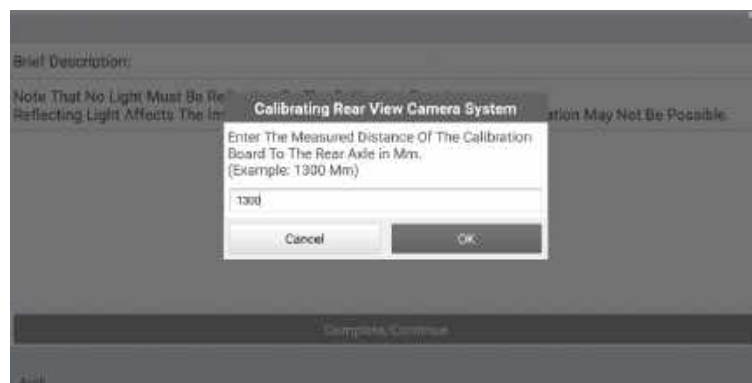 Brief Description:
Note That No Light Must Be
Reflecting Light Affects The
ation May Not Be Possible.
Calibrating Rear View Camera System
Enter The Measured Distance Of The Calibration
Board To The Rear Axle in Mm.
(Example: 1300 Mm)
1300
Cancel
OK
Complete/Continue